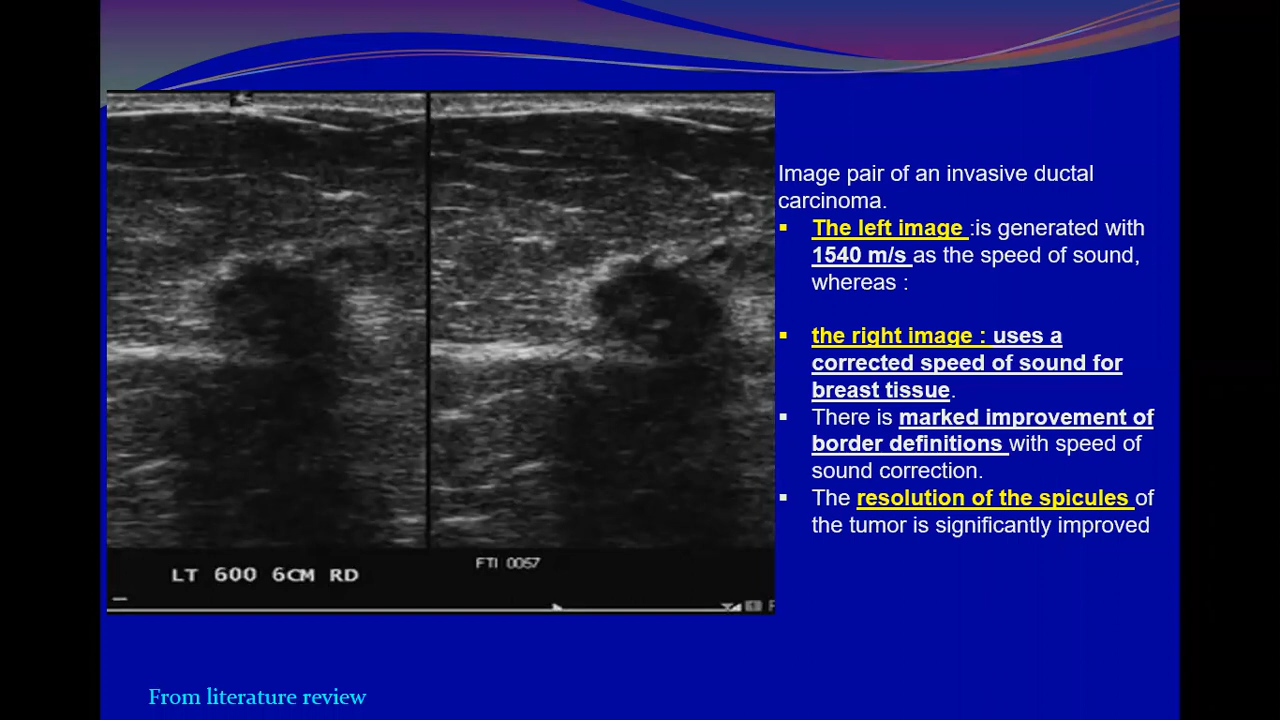 Image pair of an invasive ductal
carcinoma.
▪ The left image :is generated with
1540 m/s as the speed of sound,
whereas :
▪ the right image : uses a
corrected speed of sound for
breast tissue.
▪ There is marked improvement of
border definitions with speed of
sound correction.
▪ The resolution of the spicules of
the tumor is significantly improved
FTI 0057
LT 600 6CM RD
From literature review